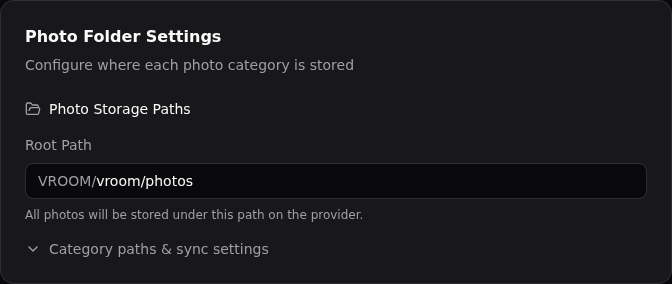 Photo Folder Settings
Configure where each photo category is stored
Photo Storage Paths
Root Path
VROOM/vroom/photos
All photos will be stored under this path on the provider.
Category paths & sync settings